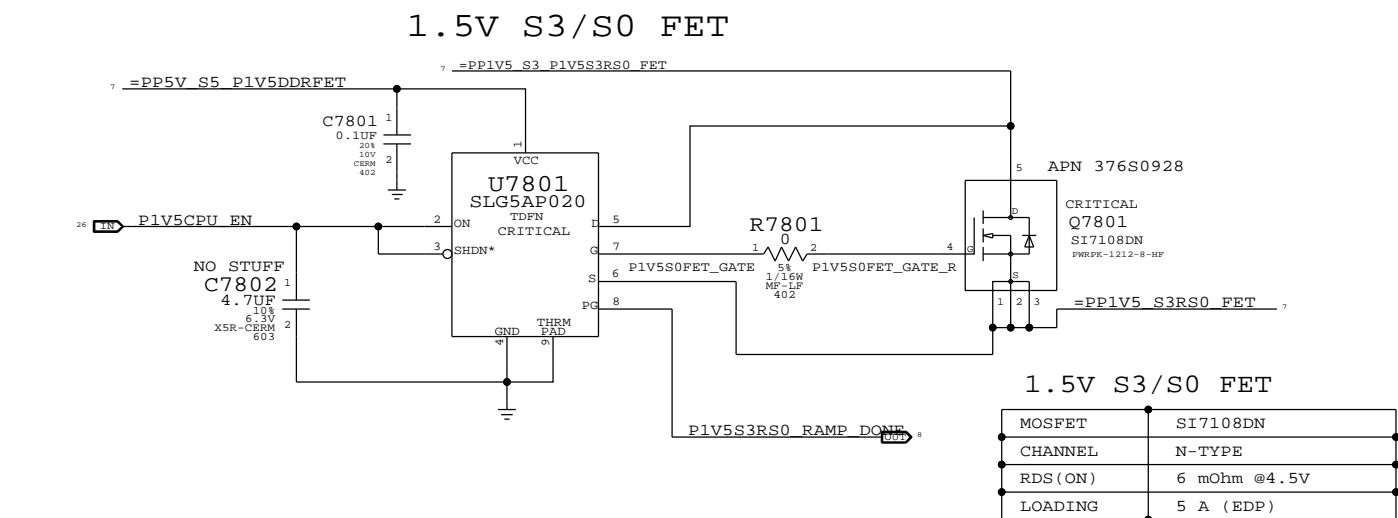 1.5V S3/S0 FET
7 =PP5V_S5_P1V5DDRFET
7 =PP1V5_S3_P1V5S3RS0_FET
C7801 1
0.1UF
20%
10V
CERM
402
2
1
VCC
U7801
SLG5AP020
TDFN
CRITICAL
26 IN P1V5CPU_EN
2 ON
3 SHDN*
D 5
G 7
S 6
PG 8
GND
4
THRM
PAD
9
NO STUFF
C7802 1
4.7UF
10%
6.3V
X5R-CERM
603
2
P1V5S0FET_GATE
R7801
0
1 2
5%
1/16W
MF-LF
402
P1V5S0FET_GATE_R
5
APN 376S0928
CRITICAL
Q7801
SI7108DN
PWRPK-1212-8-HF
D
4 G
S
1 2 3
=PP1V5_S3RS0_FET 7
P1V5S3RS0_RAMP_DONE OUT 8
1.5V S3/S0 FET
MOSFET SI7108DN
CHANNEL N-TYPE
RDS(ON) 6 mOhm @4.5V
LOADING 5 A (EDP)